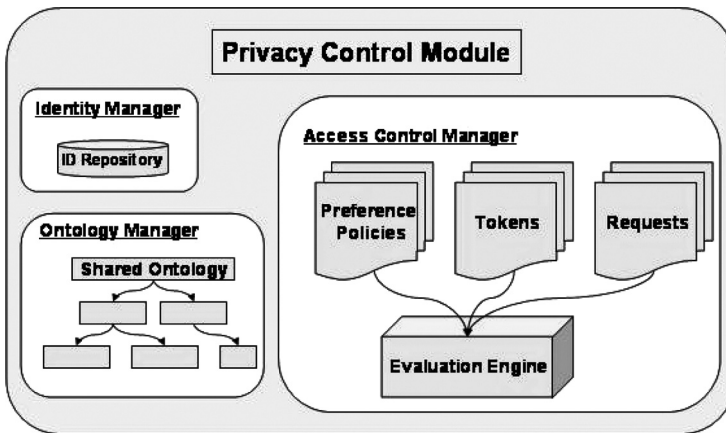 Privacy Control Module
Identity Manager
ID Repository
Access Control Manager
Preference
Policies
Tokens
Requests
Ontology Manager
Shared Ontology
Evaluation Engine